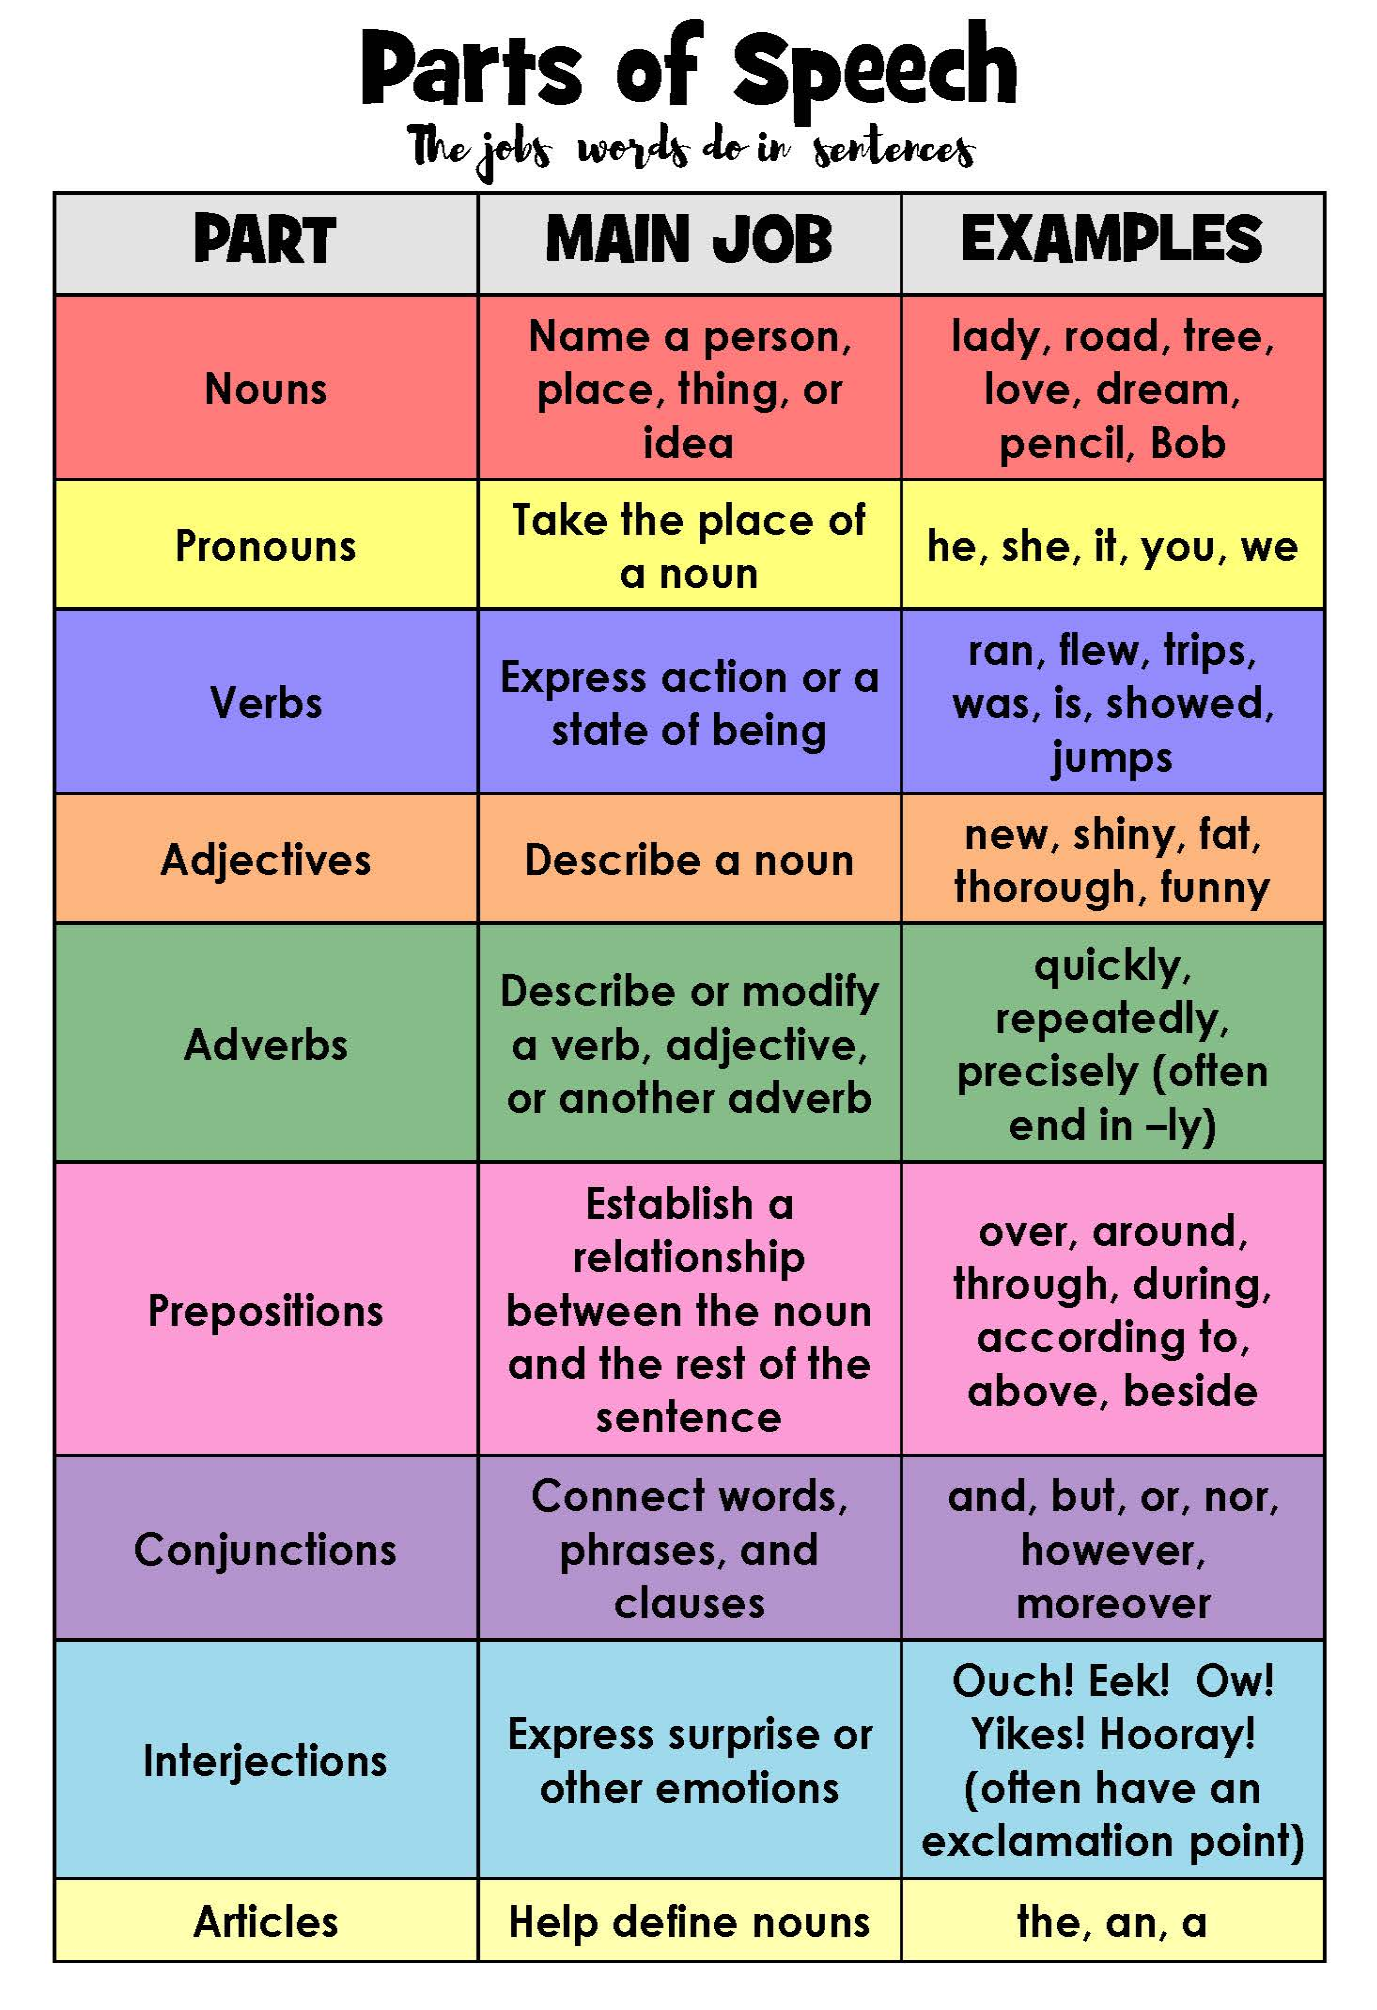 Parts of Speech
The jobs words do in sentences
PART
MAIN JOB
EXAMPLES
Nouns
Name a person,
place, thing, or
idea
lady, road, tree,
love, dream,
pencil, Bob
Pronouns
Take the place of
a noun
he, she, it, you, we
Verbs
Express action or a
state of being
ran, flew, trips,
was, is, showed,
jumps
Adjectives
Describe a noun
new, shiny, fat,
thorough, funny
Adverbs
Describe or modify
a verb, adjective,
or another adverb
quickly,
repeatedly,
precisely (often
end in –ly)
Prepositions
Establish a
relationship
between the noun
and the rest of the
sentence
over, around,
through, during,
according to,
above, beside
Conjunctions
Connect words,
phrases, and
clauses
and, but, or, nor,
however,
moreover
Interjections
Express surprise or
other emotions
Ouch! Eek!  Ow!
Yikes! Hooray!
(often have an
exclamation point)
Articles
Help define nouns
the, an, a